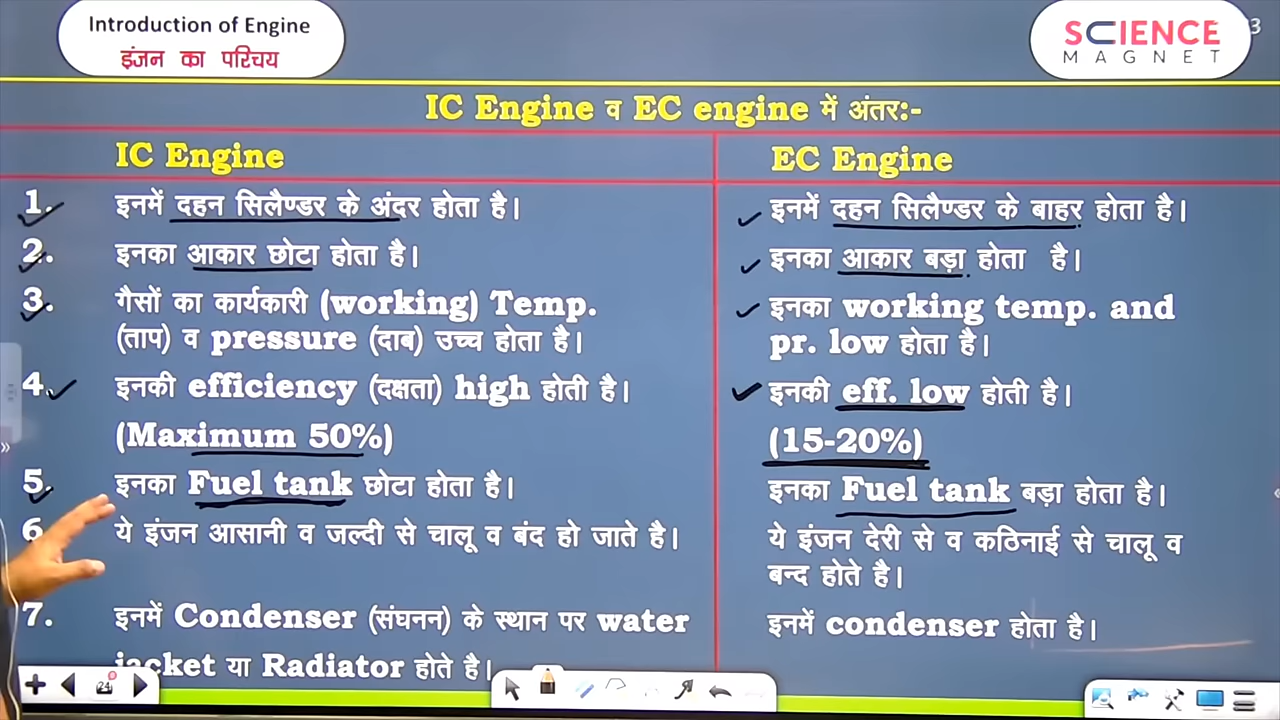 Introduction of Engine
इंजन का परिचय
SCIENCE
MAGNET
3
IC Engine व EC engine में अंतर:-
IC Engine
EC Engine
1. इनमें दहन सिलैण्डर के अंदर होता है।
इनमें दहन सिलैण्डर के बाहर होता है।
2. इनका आकार छोटा होता है।
इनका आकार बड़ा होता है।
3. गैसों का कार्यकारी (working) Temp.
(ताप) व pressure (दाब) उच्च होता है।
इनका working temp. and
pr. low होता है।
4. इनकी efficiency (दक्षता) high होती है।
(Maximum 50%)
इनकी eff. low होती है।
(15-20%)
5. इनका Fuel tank छोटा होता है।
इनका Fuel tank बड़ा होता है।
6 ये इंजन आसानी व जल्दी से चालू व बंद हो जाते है।
ये इंजन देरी से व कठिनाई से चालू व
बन्द होते है।
7. इनमें Condenser (संघनन) के स्थान पर water
jacket या Radiator होते है।
इनमें condenser होता है।
24